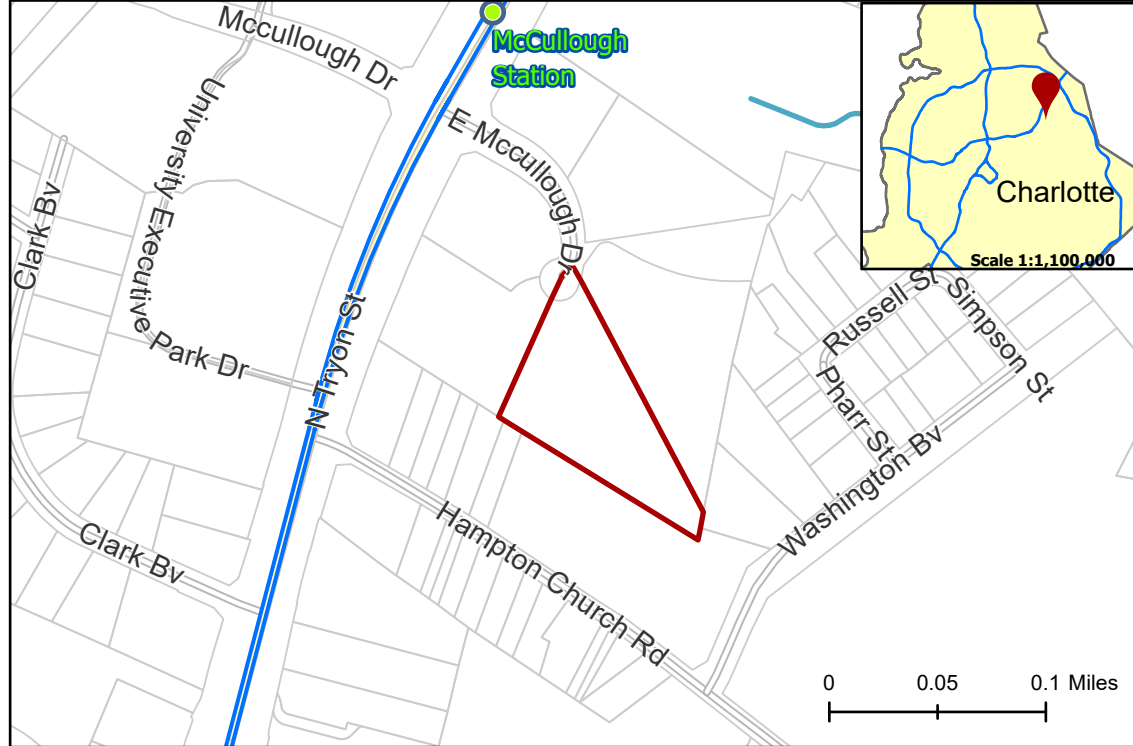 Mccullough Dr
McCullough
Station
University Executive
Park Dr
E Mccullough Dr
Clark Bv
N Tryon St
Charlotte
Scale 1:1,100,000
Russell St
Simpson St
Pharr St
Washington Bv
Hampton Church Rd
Clark Bv
0 0.05 0.1 Miles